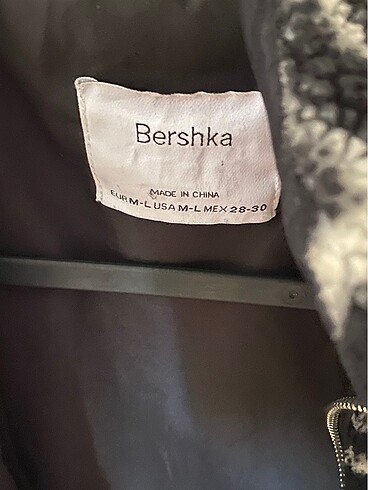 Bershka
MADE IN CHINA
EUR M-L USA M-L MEX 28-30